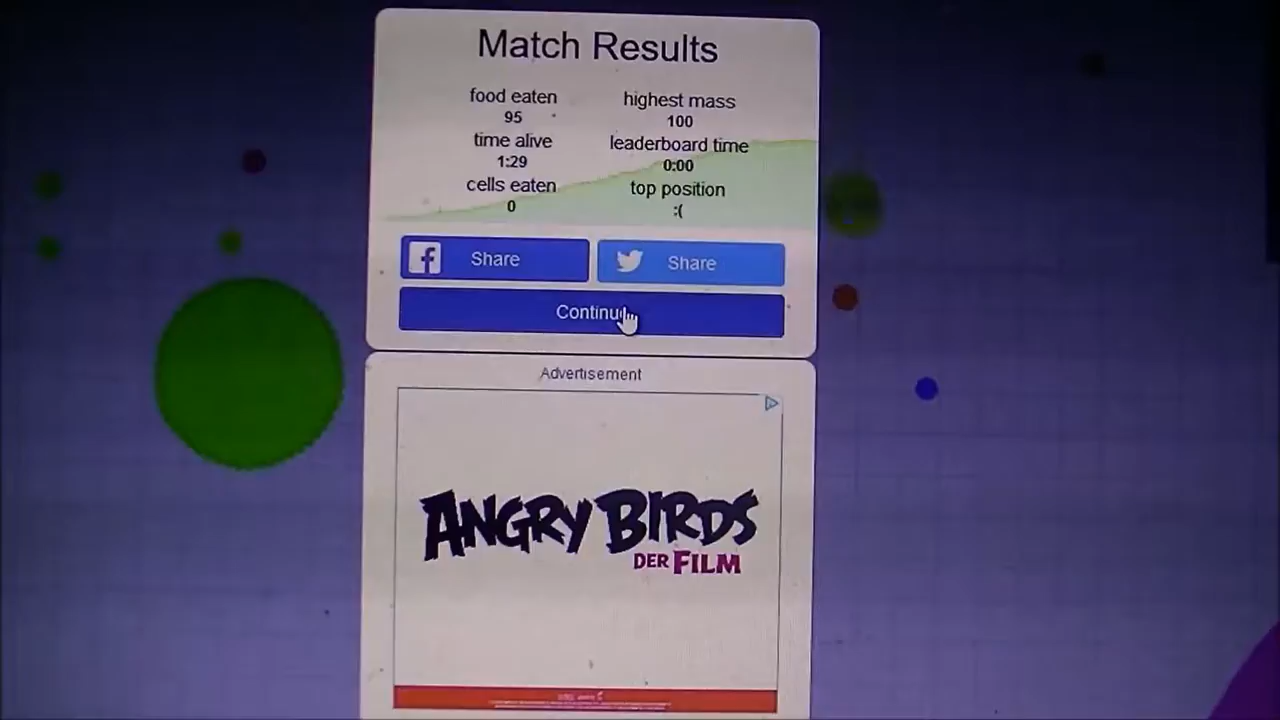 Match Results
food eaten
95
highest mass
100
time alive
1:29
leaderboard time
0:00
cells eaten
0
top position
:(
Share
Share
Continue
Advertisement
ANGRY BIRDS
DER FILM